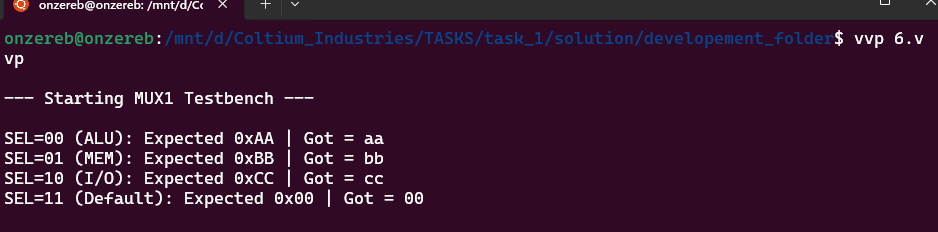 onzereb@onzereb: /mnt/d/Co
onzereb@onzereb:/mnt/d/Coltium_Industries/TASKS/task_1/solution/developement_folder$ vvp 6.v
vp
--- Starting MUX1 Testbench ---
SEL=00 (ALU): Expected 0xAA | Got = aa
SEL=01 (MEM): Expected 0xBB | Got = bb
SEL=10 (I/O): Expected 0xCC | Got = cc
SEL=11 (Default): Expected 0x00 | Got = 00